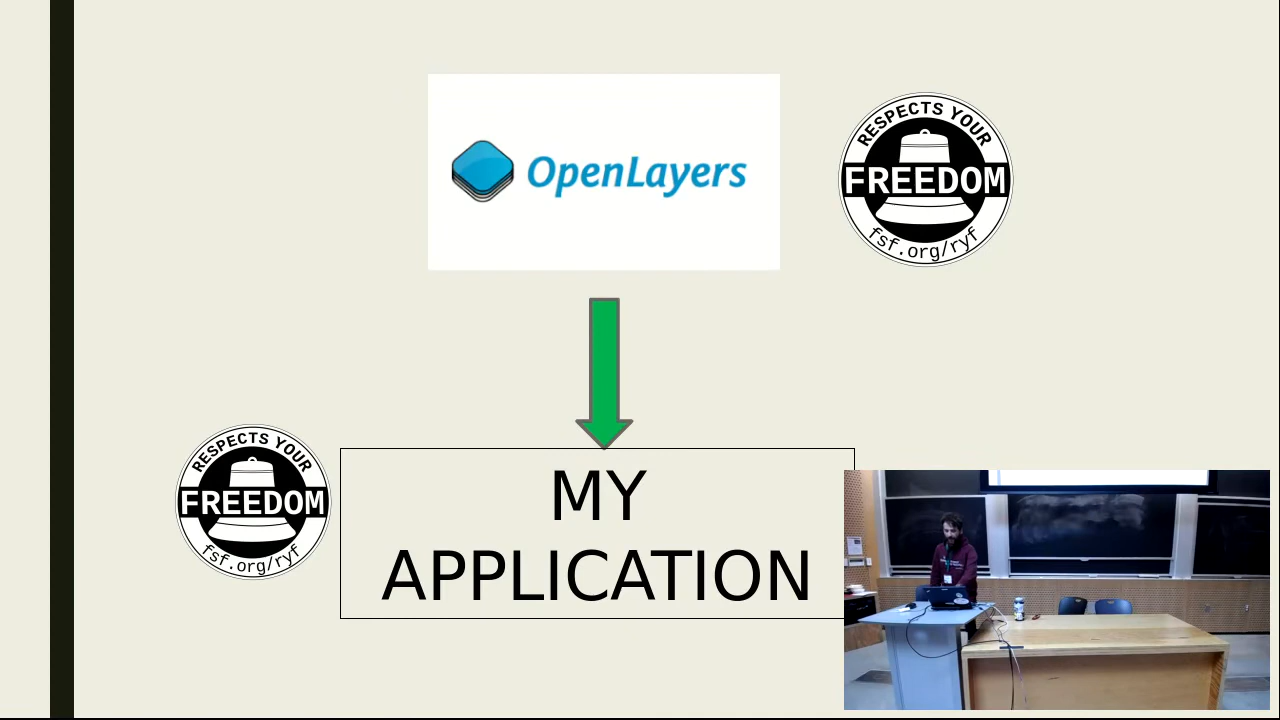 OpenLayers
RESPECTS YOUR
FREEDOM
fsf.org/ryf
RESPECTS YOUR
FREEDOM
fsf.org/ryf
MY
APPLICATION